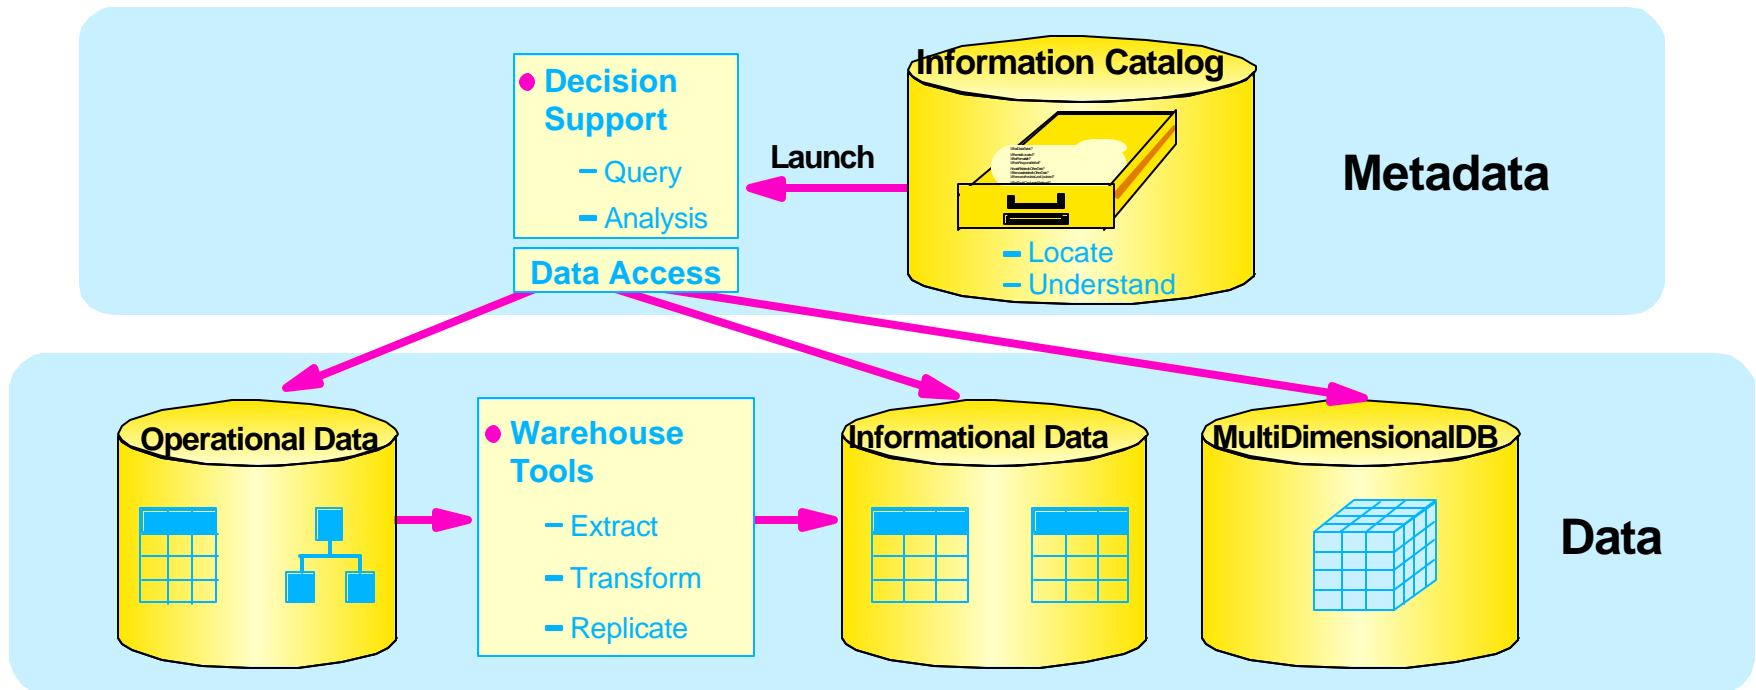 Information Catalog
Decision
Support
– Query
– Analysis
Launch
Metadata
– Locate
– Understand
Data Access
Operational Data
Warehouse
Tools
– Extract
– Transform
– Replicate
Informational Data
MultiDimensionalDB
Data